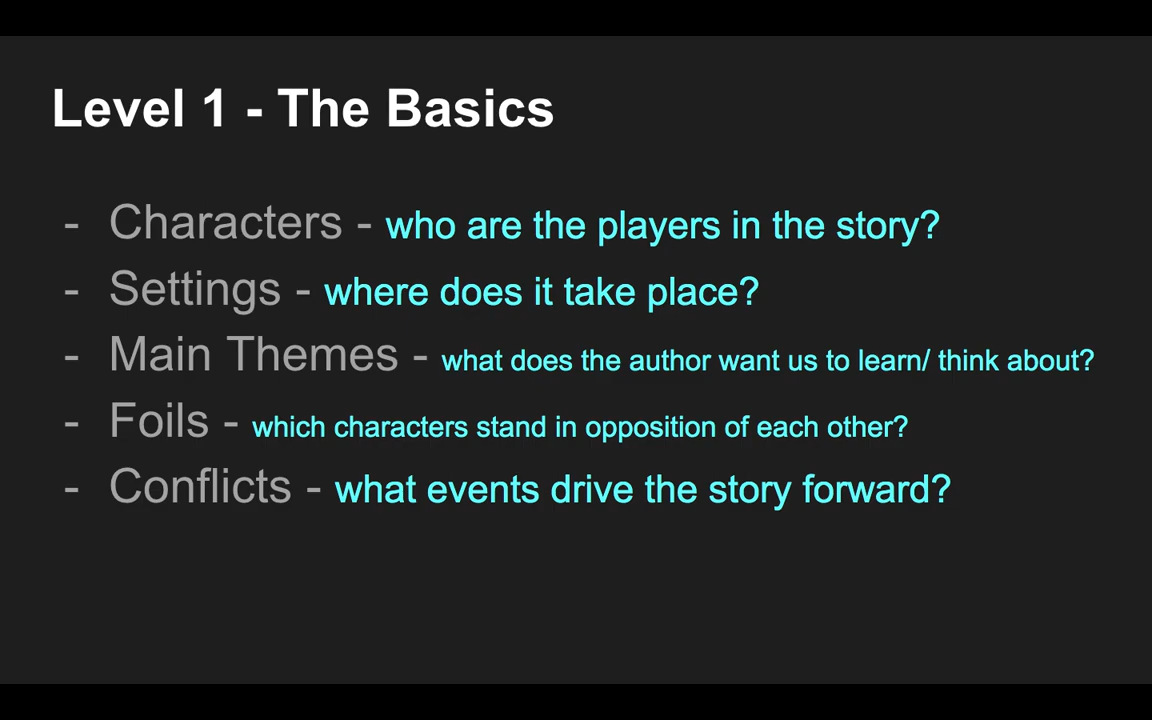 Level 1 - The Basics
- Characters - who are the players in the story?
- Settings - where does it take place?
- Main Themes - what does the author want us to learn/ think about?
- Foils - which characters stand in opposition of each other?
- Conflicts - what events drive the story forward?